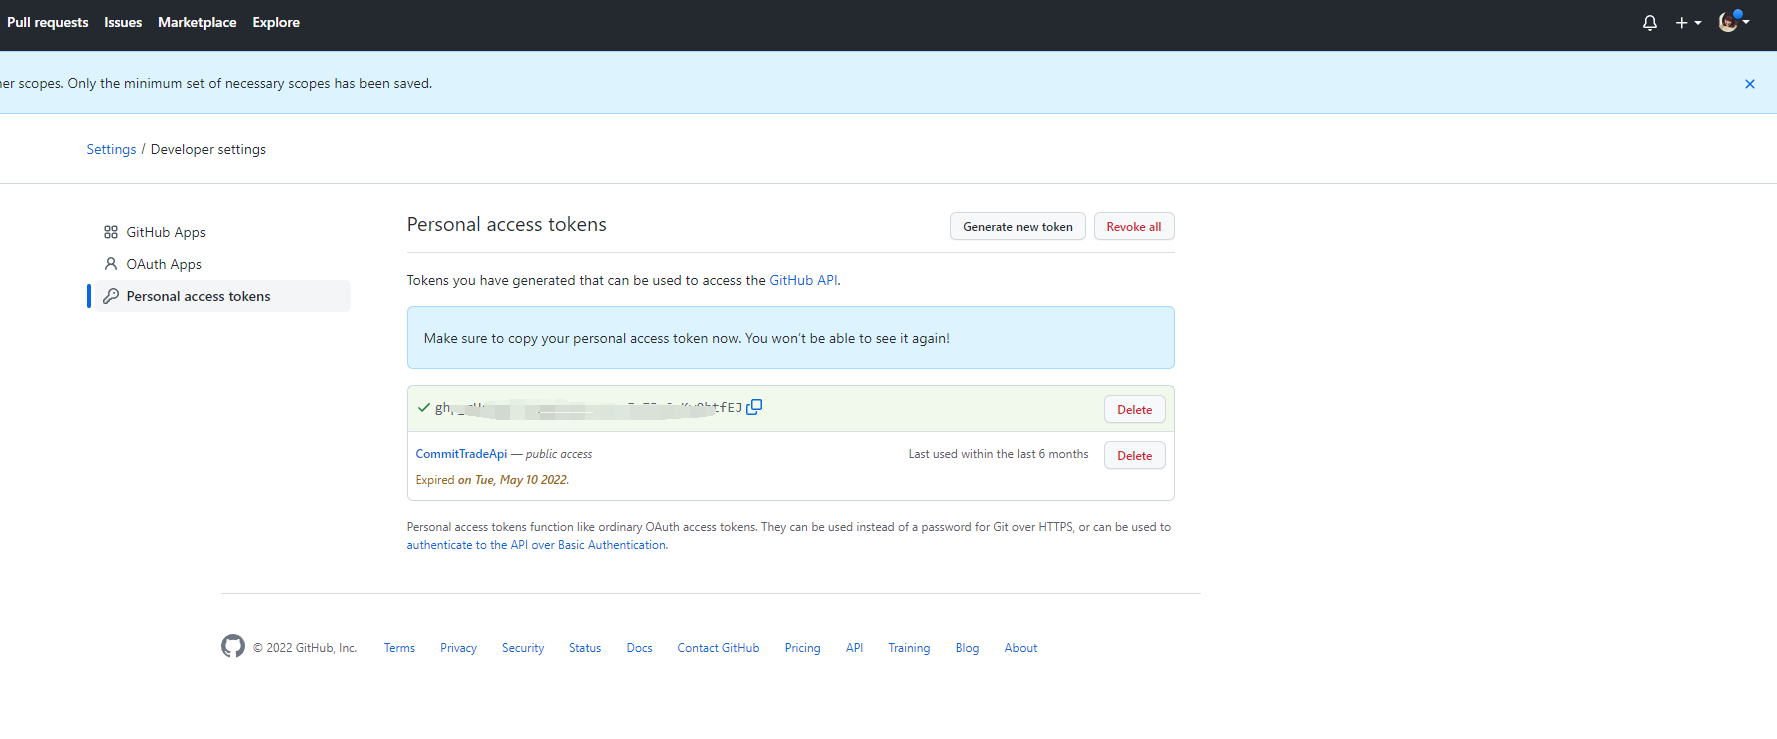 Pull requests Issues Marketplace Explore
scopes. Only the minimum set of necessary scopes has been saved.
Settings / Developer settings
GitHub Apps
OAuth Apps
Personal access tokens
Personal access tokens
Generate new token
Revoke all
Tokens you have generated that can be used to access the GitHub API.
Make sure to copy your personal access token now. You won't be able to see it again!
Delete
CommitTradeApi — public access
Last used within the last 6 months
Delete
Expired on Tue, May 10 2022.
Personal access tokens function like ordinary OAuth access tokens. They can be used instead of a password for Git over HTTPS, or can be used to
authenticate to the API over Basic Authentication.
© 2022 GitHub, Inc. Terms Privacy Security Status Docs Contact GitHub Pricing API Training Blog About